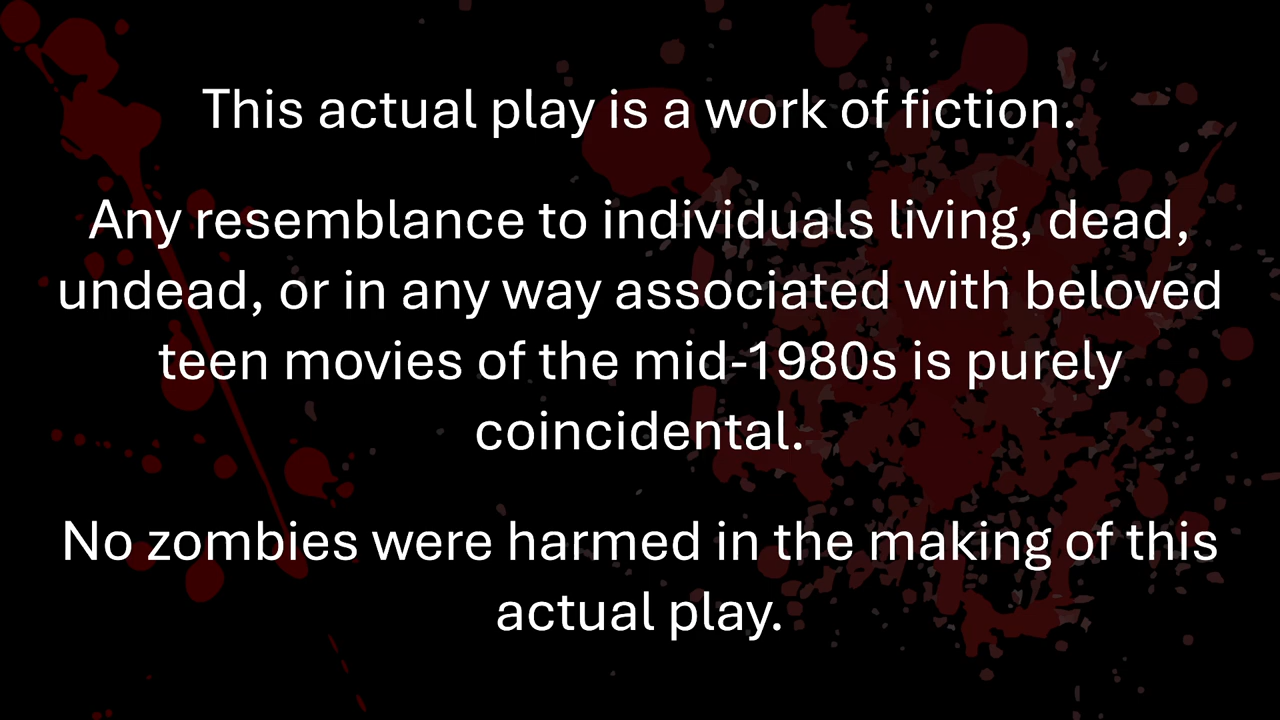 This actual play is a work of fiction.
Any resemblance to individuals living, dead,
undead, or in any way associated with beloved
teen movies of the mid-1980s is purely
coincidental.
No zombies were harmed in the making of this
actual play.